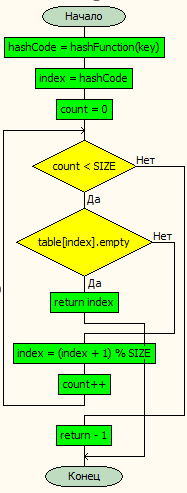 Начало
hashCode = hashFunction(key)
index = hashCode
count = 0
count < SIZE
Нет
Да
table[index].empty
Нет
Да
return index
index = (index + 1) % SIZE
count++
return - 1
Конец